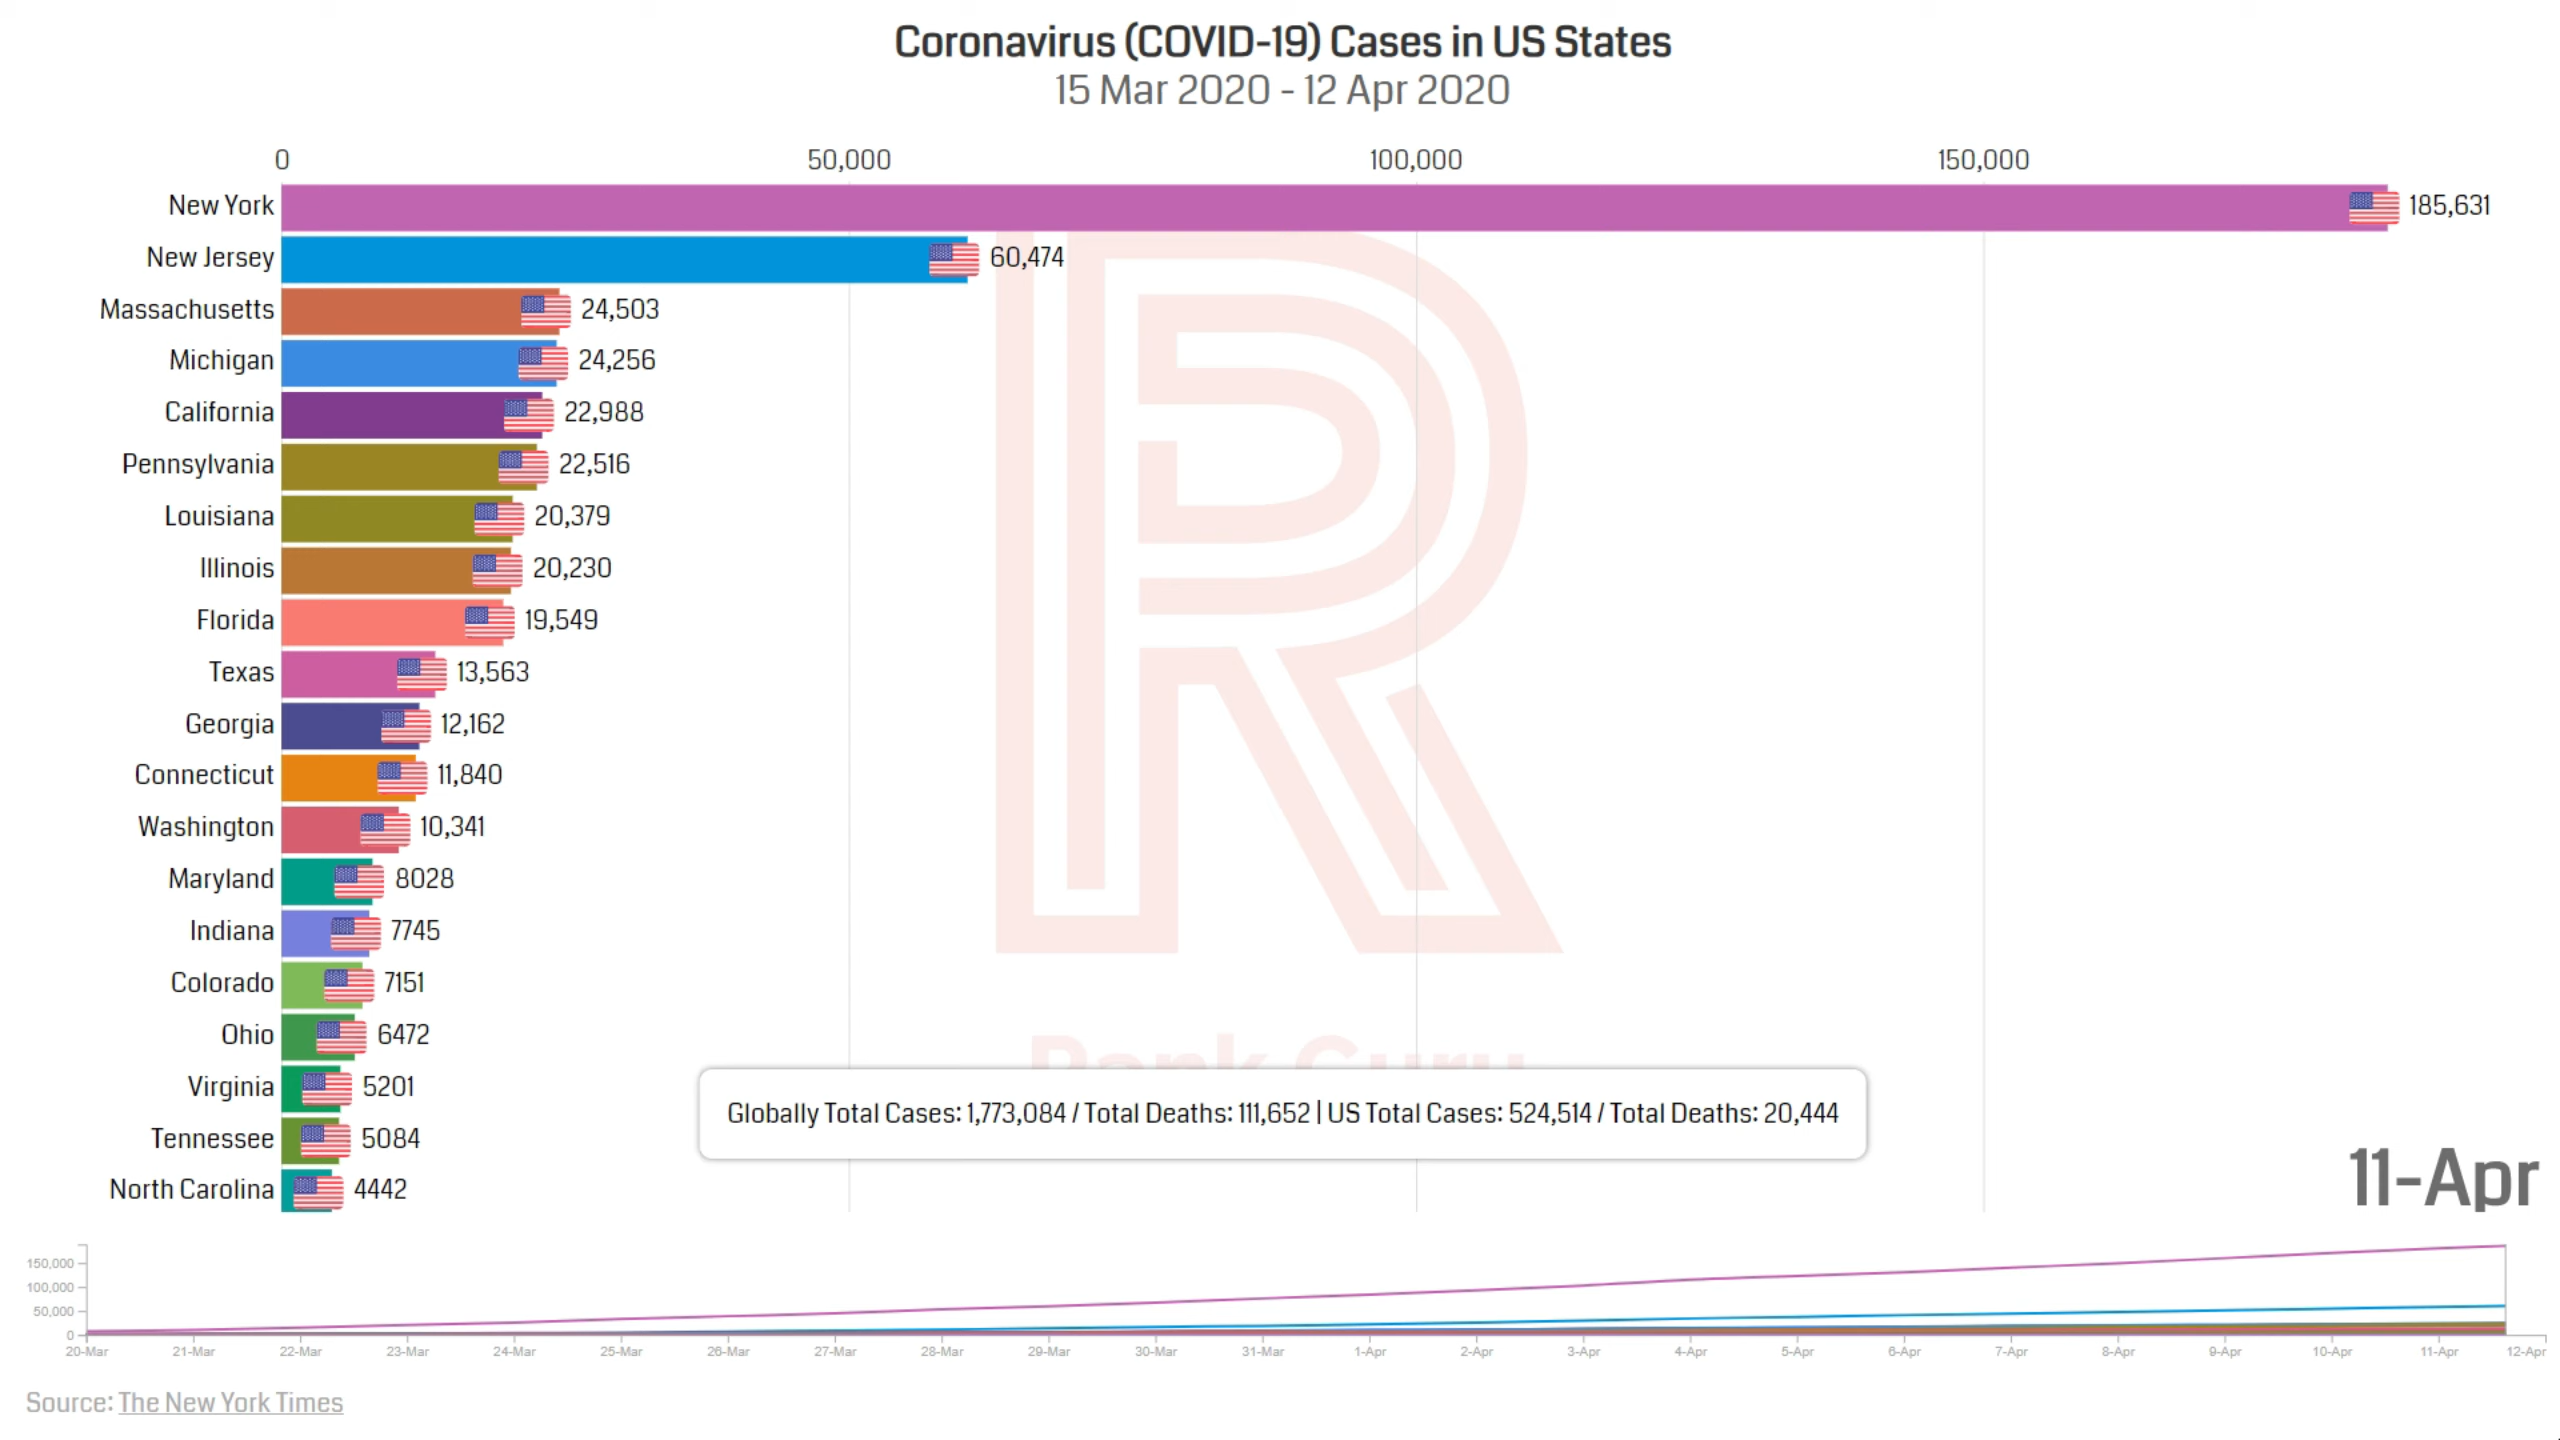 Coronavirus (COVID-19) Cases in US States
15 Mar 2020 - 12 Apr 2020
0 50,000 100,000 150,000
New York 185,631
New Jersey 60,474
Massachusetts 24,503
Michigan 24,256
California 22,988
Pennsylvania 22,516
Louisiana 20,379
Illinois 20,230
Florida 19,549
Texas 13,563
Georgia 12,162
Connecticut 11,840
Washington 10,341
Maryland 8028
Indiana 7745
Colorado 7151
Ohio 6472
Rank Guru
Virginia 5201
Globally Total Cases: 1,773,084 / Total Deaths: 111,652 | US Total Cases: 524,514 / Total Deaths: 20,444
Tennessee 5084
North Carolina 4442
11-Apr
150,000
100,000
50,000
0
20-Mar 21-Mar 22-Mar 23-Mar 24-Mar 25-Mar 26-Mar 27-Mar 28-Mar 29-Mar 30-Mar 31-Mar 1-Apr 2-Apr 3-Apr 4-Apr 5-Apr 6-Apr 7-Apr 8-Apr 9-Apr 10-Apr 11-Apr 12-Apr
Source: The New York Times